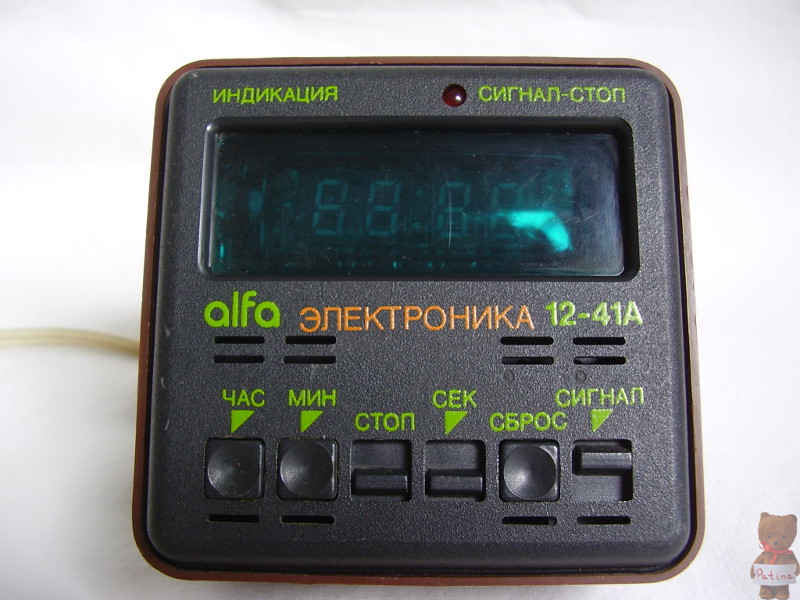 ИНДИКАЦИЯ СИГНАЛ-СТОП
alfa ЭЛЕКТРОНИКА 12-41А
ЧАС МИН СЕК СИГНАЛ
СТОП СБРОС
Patina